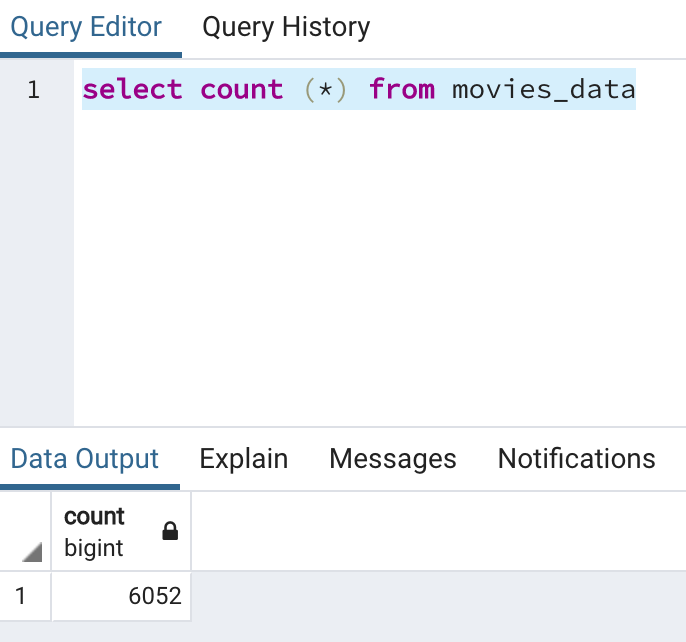 Query Editor Query History
1 select count (*) from movies_data
Data Output Explain Messages Notifications
count
bigint
1 6052